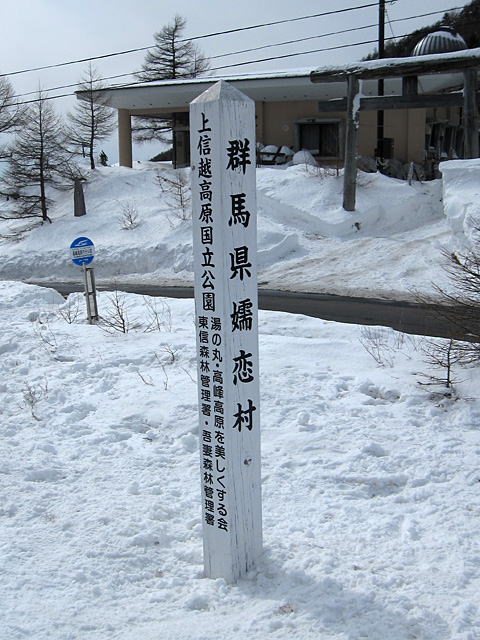 群馬県嬬恋村
上信越高原国立公園
湯の丸・高峰高原を美しくする会
東信森林管理署・吾妻森林管理署